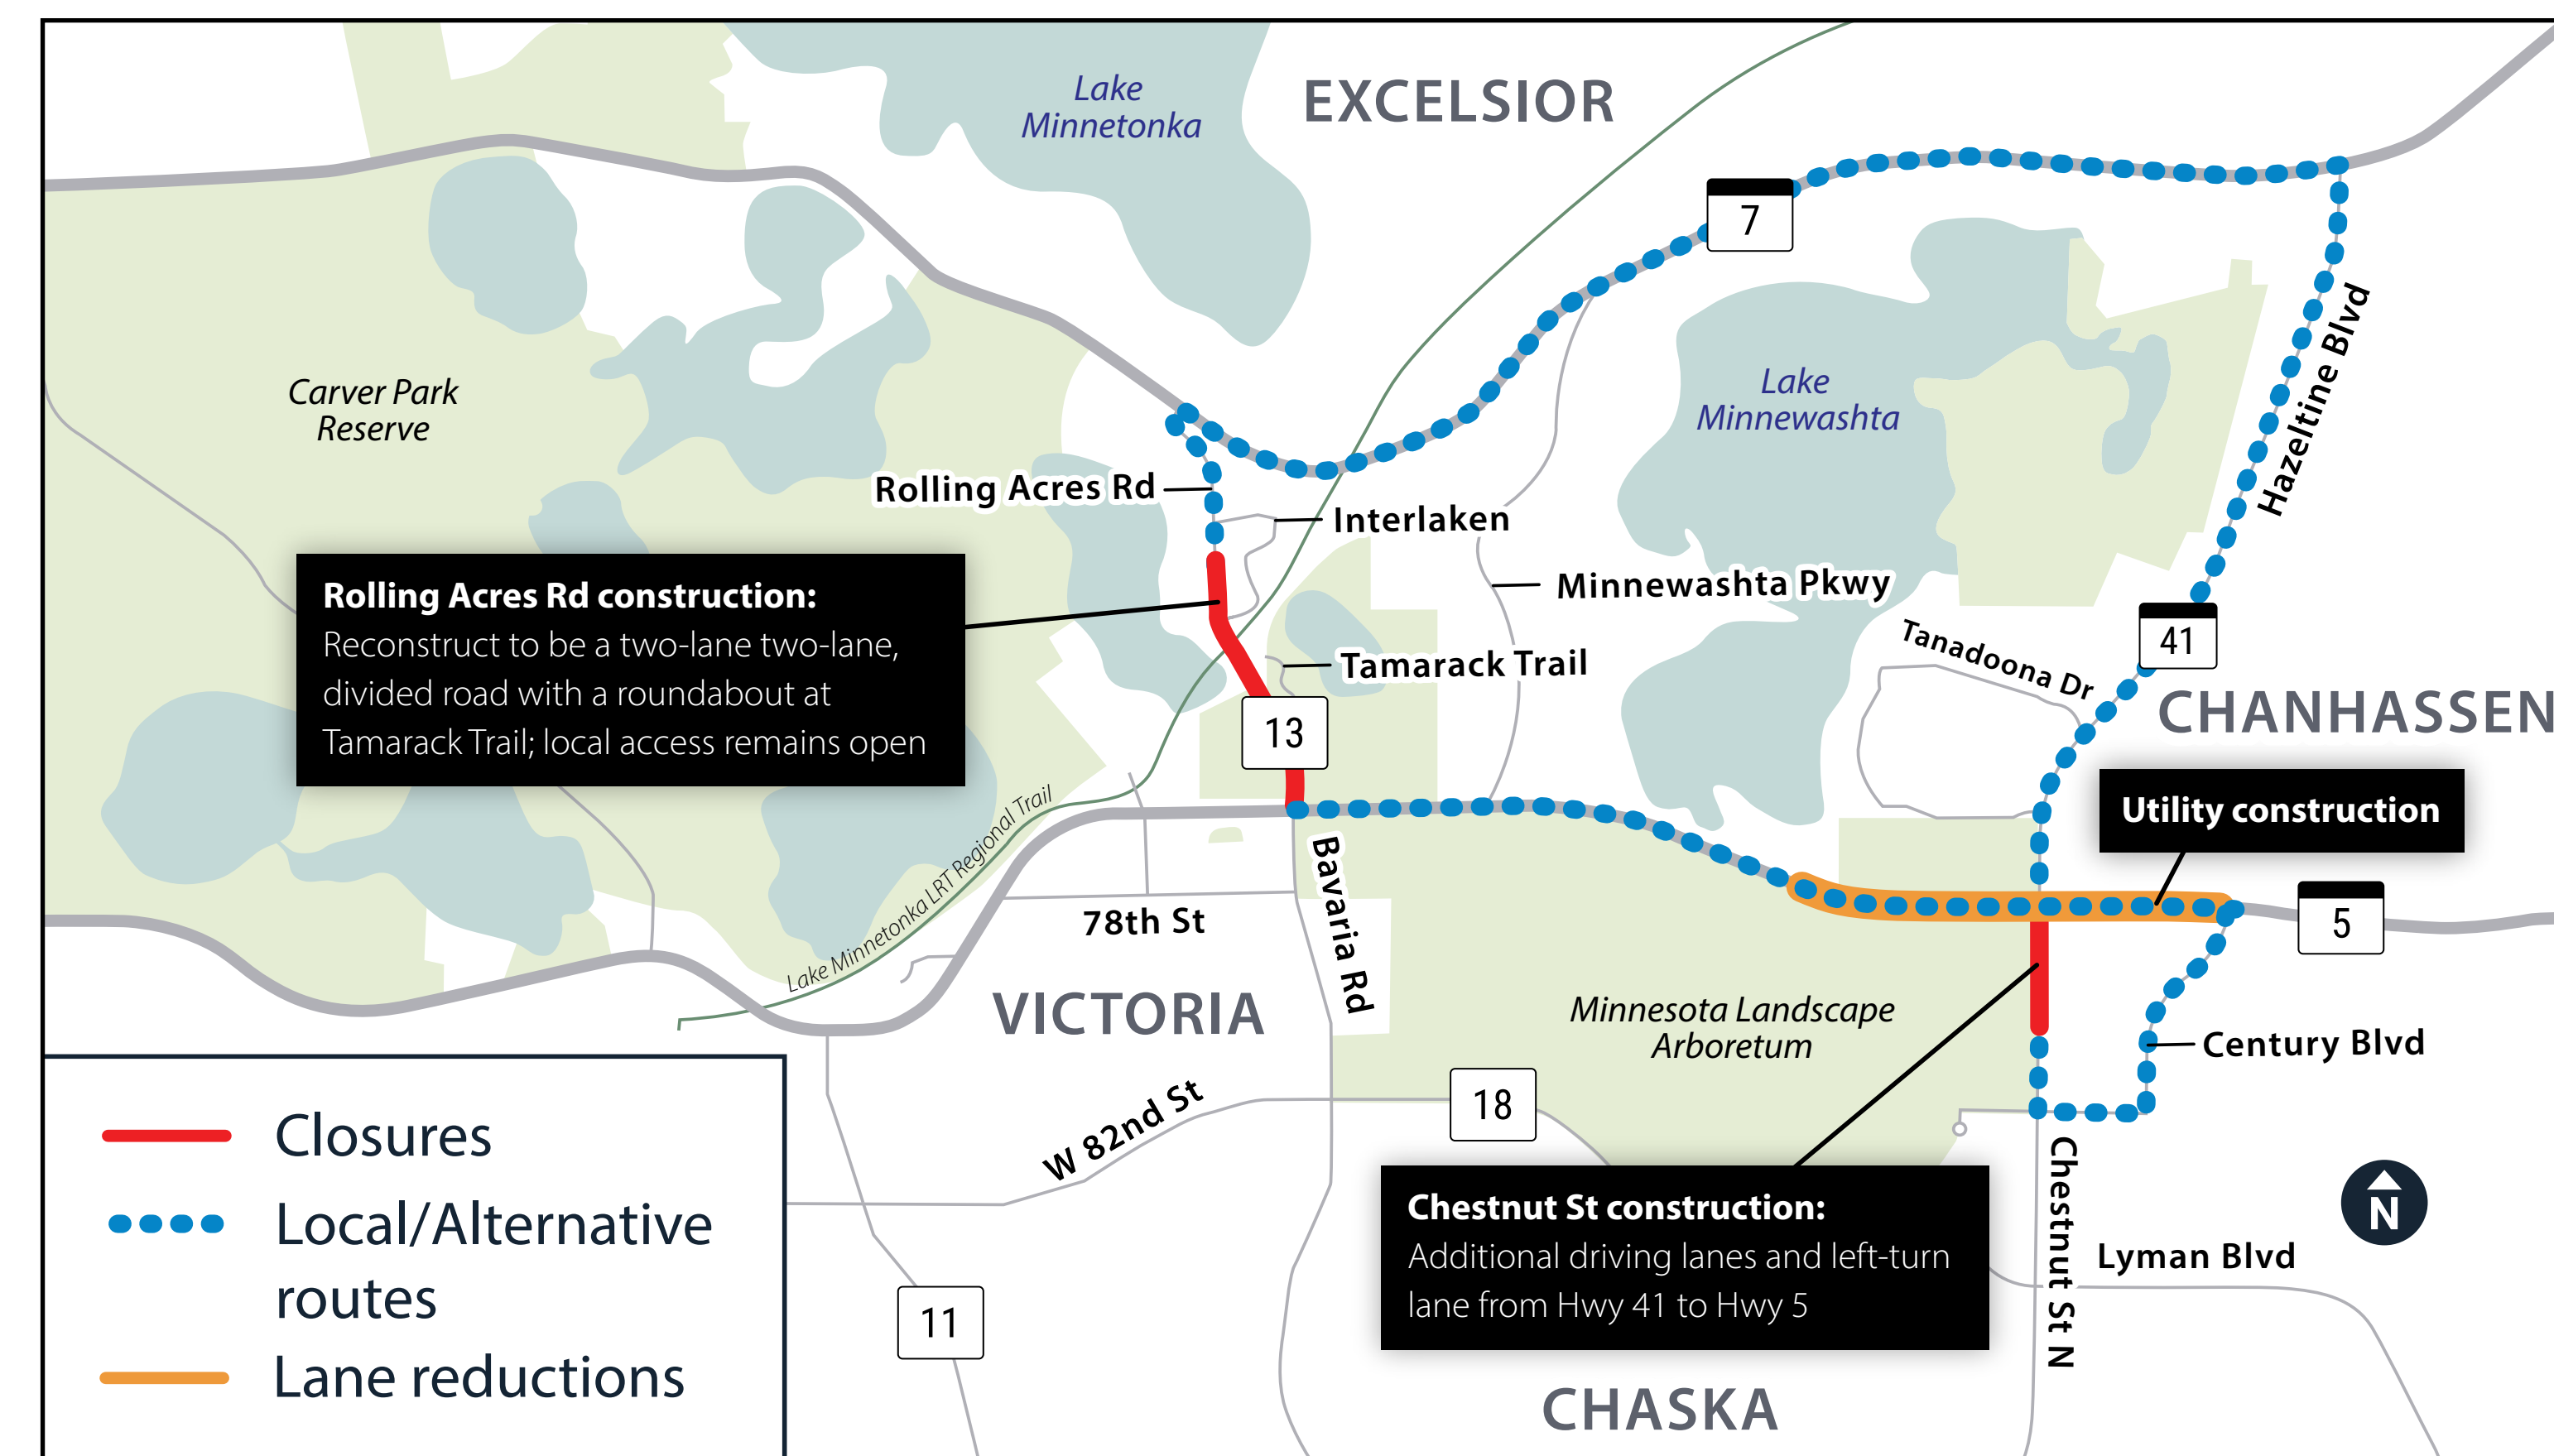 Lake
Minnetonka
EXCELSIOR
7
Carver Park
Reserve
Lake
Minnewashta
Hazeltine Blvd
Rolling Acres Rd
Interlaken
Rolling Acres Rd construction:
Reconstruct to be a two-lane two-lane,
divided road with a roundabout at
Tamarack Trail; local access remains open
Minnewashta Pkwy
41
Tanadoona Dr
Tamarack Trail
CHANHASSEN
13
Utility construction
Lake Minnetonka LRT Regional Trail
Bavaria Rd
78th St
5
VICTORIA
Minnesota Landscape
Arboretum
Century Blvd
W 82nd St
18
Closures
Local/Alternative
routes
Lane reductions
Chestnut St construction:
Additional driving lanes and left-turn
lane from Hwy 41 to Hwy 5
Chestnut St N
N
Lyman Blvd
11
CHASKA